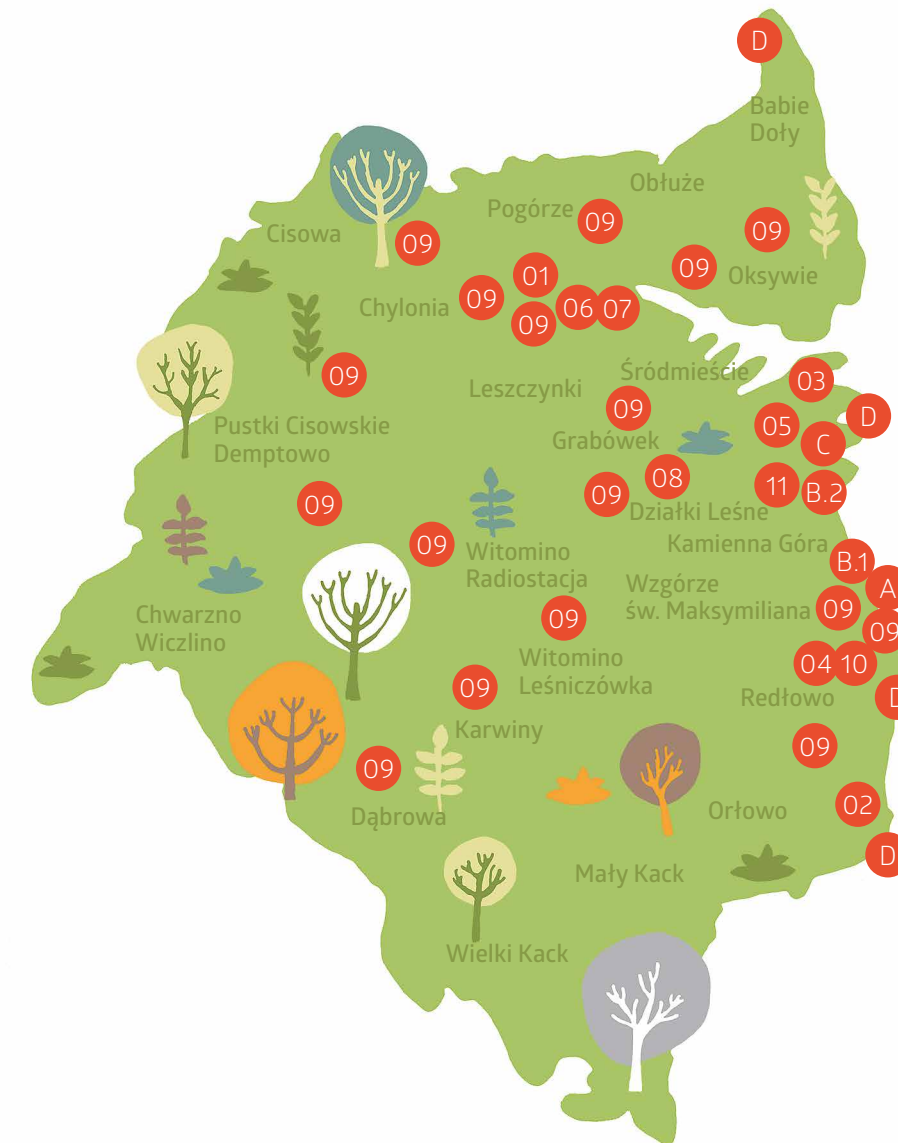 D
Babie
Doły
Obłuże
Pogórze
09
09
Cisowa
09
09
Oksywie
01
Chylonia
09
06
07
09
Śródmieście
03
09
Leszczynki
09
D
05
Pustki Cisowskie
Demptowo
Grabówek
C
08
11
B.2
09
09
Działki Leśne
09
Witomino
Radiostacja
Kamienna Góra
B.1
Wzgórze
św. Maksymiliana
A
09
Chwarzno
Wiczlino
09
09
Witomino
Leśniczówka
04
10
09
Redłowo
D
Karwiny
09
09
Dąbrowa
Orłowo
02
D
Mały Kack
Wielki Kack